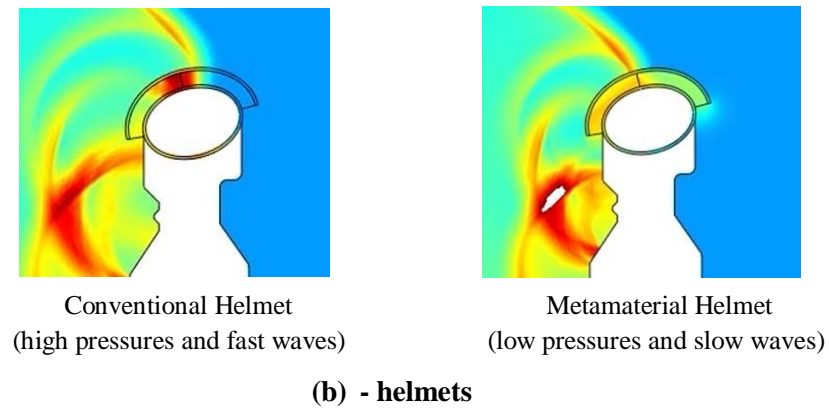 Conventional Helmet
(high pressures and fast waves)
Metamaterial Helmet
(low pressures and slow waves)
(b) - helmets